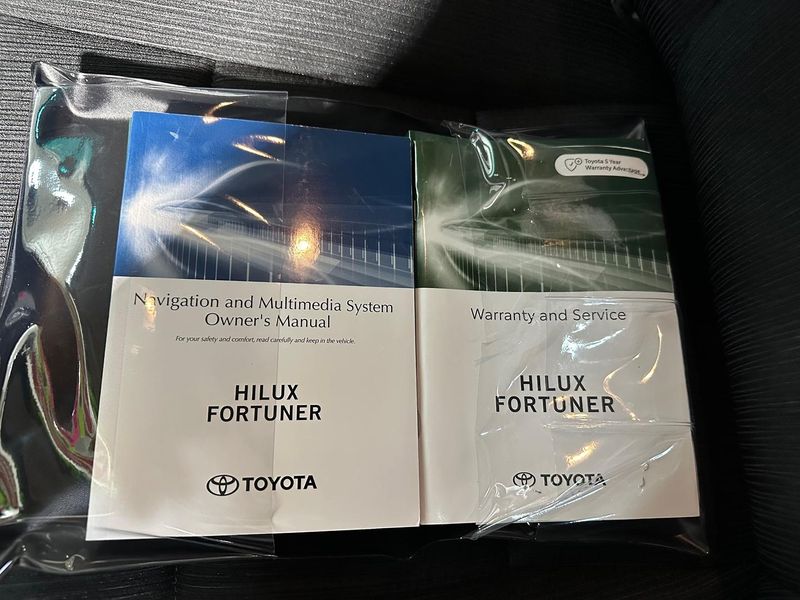 Navigation and Multimedia System
Owner's Manual
For your safety and comfort, read carefully and keep in the vehicle.
HILUX
FORTUNER
TOYOTA
Toyota 5 Year
Warranty Advantage
Warranty and Service
HILUX
FORTUNER
TOYOTA